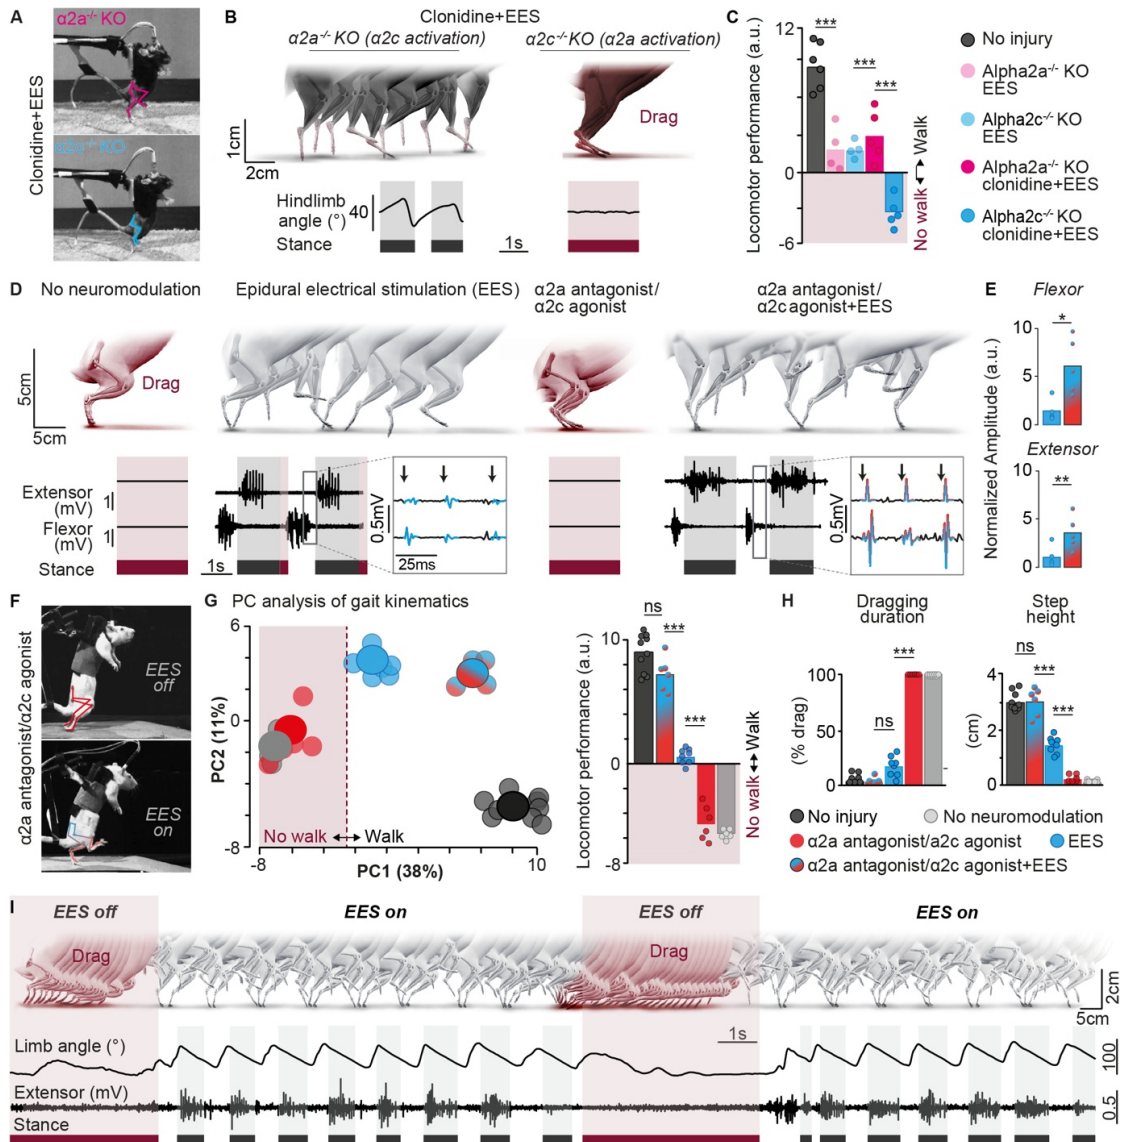 A
α2a-/- KO
α2c-/- KO
Clonidine+EES
B
Clonidine+EES
α2a-/- KO (α2c activation)
α2c-/- KO (α2a activation)
Drag
1cm
2cm
Hindlimb
angle (°)
40
Stance
1s
C
Locomotor performance (a.u.)
12
0
-6
***
***
***
No walk
Walk
No injury
Alpha2a-/- KO
EES
Alpha2c-/- KO
EES
Alpha2a-/- KO
clonidine+EES
Alpha2c-/- KO
clonidine+EES
D
No neuromodulation
Epidural electrical stimulation (EES)
α2a antagonist/
α2c agonist
α2a antagonist/
α2c agonist+EES
Drag
5cm
5cm
Extensor
(mV)
1
Flexor
(mV)
1
Stance
1s
0.5mV
25ms
0.5mV
E
Flexor
Normalized Amplitude (a.u.)
10
*
5
0
Extensor
10
**
5
0
F
α2a antagonist/α2c agonist
EES
off
EES
on
G
PC analysis of gait kinematics
PC2 (11%)
6
0
-8
No walk
Walk
-8
10
PC1 (38%)
Locomotor performance (a.u.)
10
0
-8
ns
***
***
No walk
Walk
H
Dragging
duration
(% drag)
100
50
0
ns
***
Step
height
(cm)
4
2
0
ns
***
***
No injury
No neuromodulation
α2a antagonist/a2c agonist
EES
α2a antagonist/α2c agonist+EES
I
EES off
EES on
EES off
EES on
Drag
Drag
2cm
5cm
1s
Limb angle (°)
100
Extensor (mV)
0.5
Stance